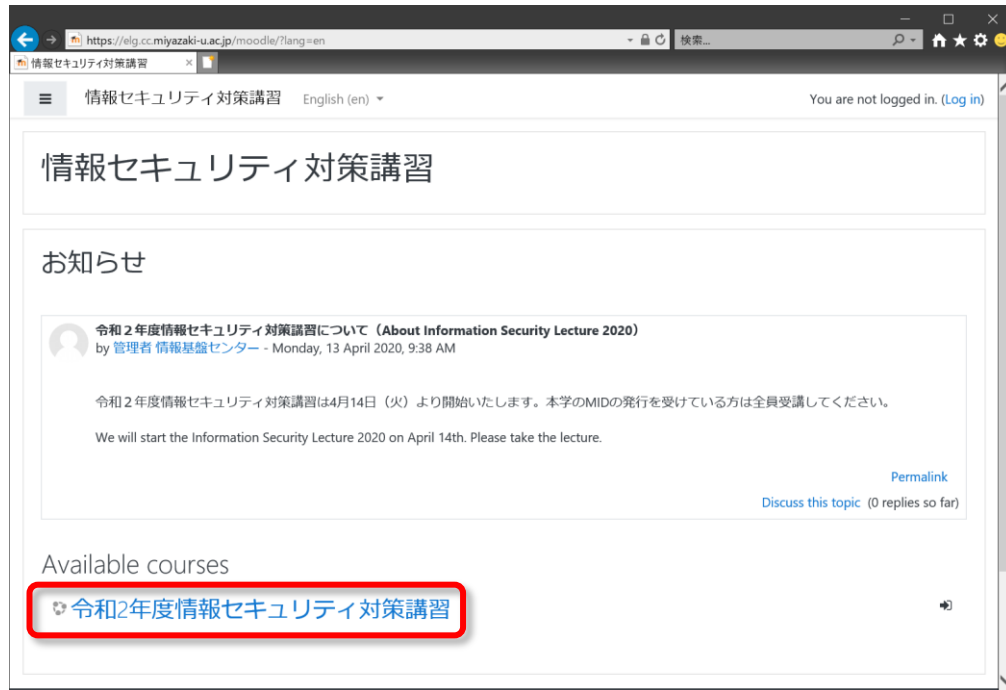 https://elg.cc.miyazaki-u.ac.jp/moodle/?lang=en
検索...
情報セキュリティ対策講習
情報セキュリティ対策講習 English (en)
You are not logged in. (Log in)
情報セキュリティ対策講習
お知らせ
令和２年度情報セキュリティ対策講習について（About Information Security Lecture 2020）
by 管理者 情報基盤センター - Monday, 13 April 2020, 9:38 AM
令和２年度情報セキュリティ対策講習は4月14日（火）より開始いたします。本学のMIDの発行を受けている方は全員受講してください。
We will start the Information Security Lecture 2020 on April 14th. Please take the lecture.
Permalink
Discuss this topic (0 replies so far)
Available courses
令和2年度情報セキュリティ対策講習